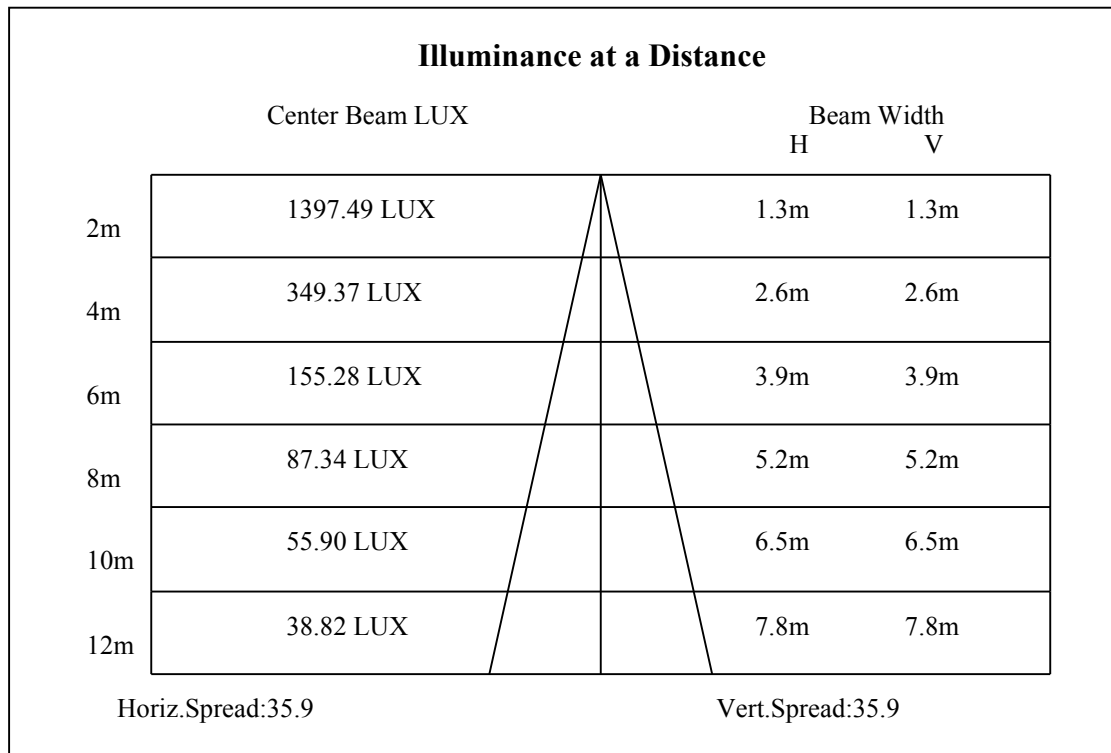 Illuminance at a Distance
Center Beam LUX Beam Width
H V
2m 1397.49 LUX 1.3m 1.3m
4m 349.37 LUX 2.6m 2.6m
6m 155.28 LUX 3.9m 3.9m
8m 87.34 LUX 5.2m 5.2m
10m 55.90 LUX 6.5m 6.5m
12m 38.82 LUX 7.8m 7.8m
Horiz.Spread:35.9 Vert.Spread:35.9